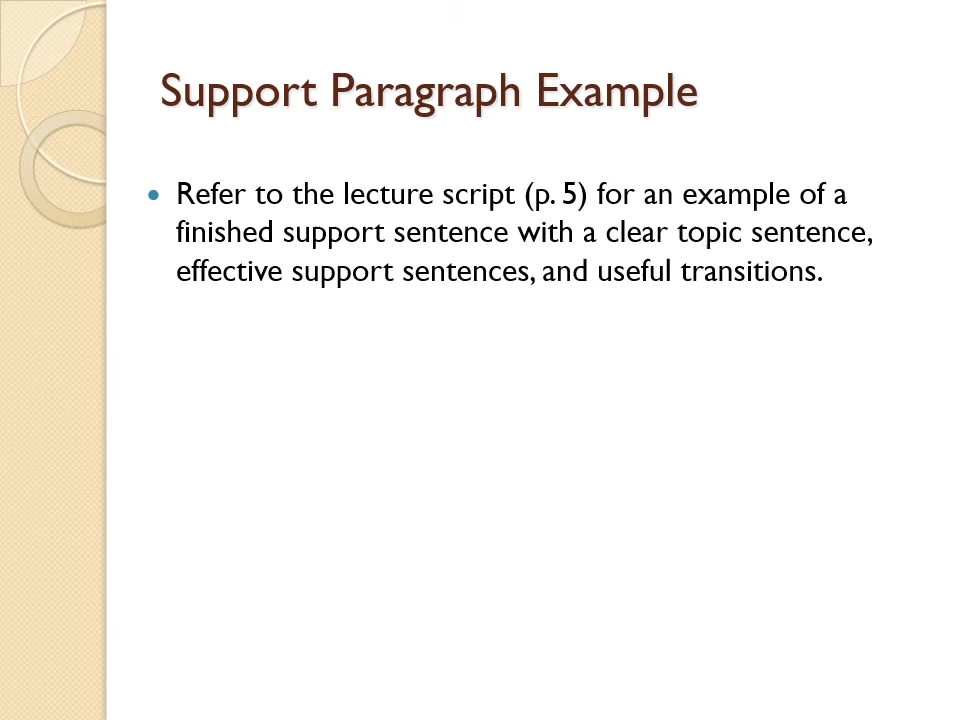 Support Paragraph Example
• Refer to the lecture script (p. 5) for an example of a
finished support sentence with a clear topic sentence,
effective support sentences, and useful transitions.